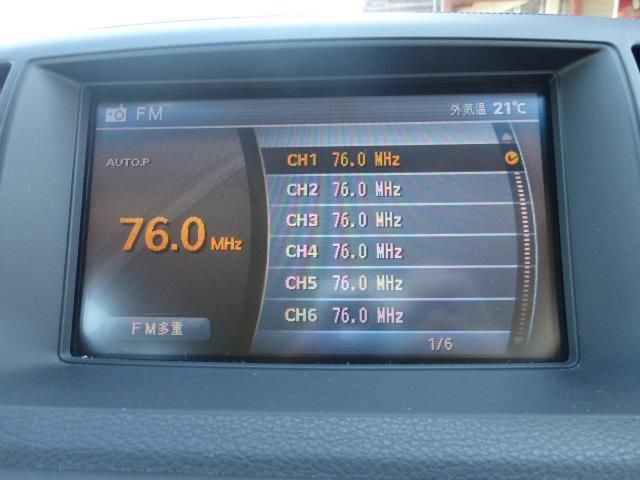 FM
外気温 21℃
AUTO.P
76.0 MHz
FM多重
CH1 76.0 MHz
CH2 76.0 MHz
CH3 76.0 MHz
CH4 76.0 MHz
CH5 76.0 MHz
CH6 76.0 MHz
1/6